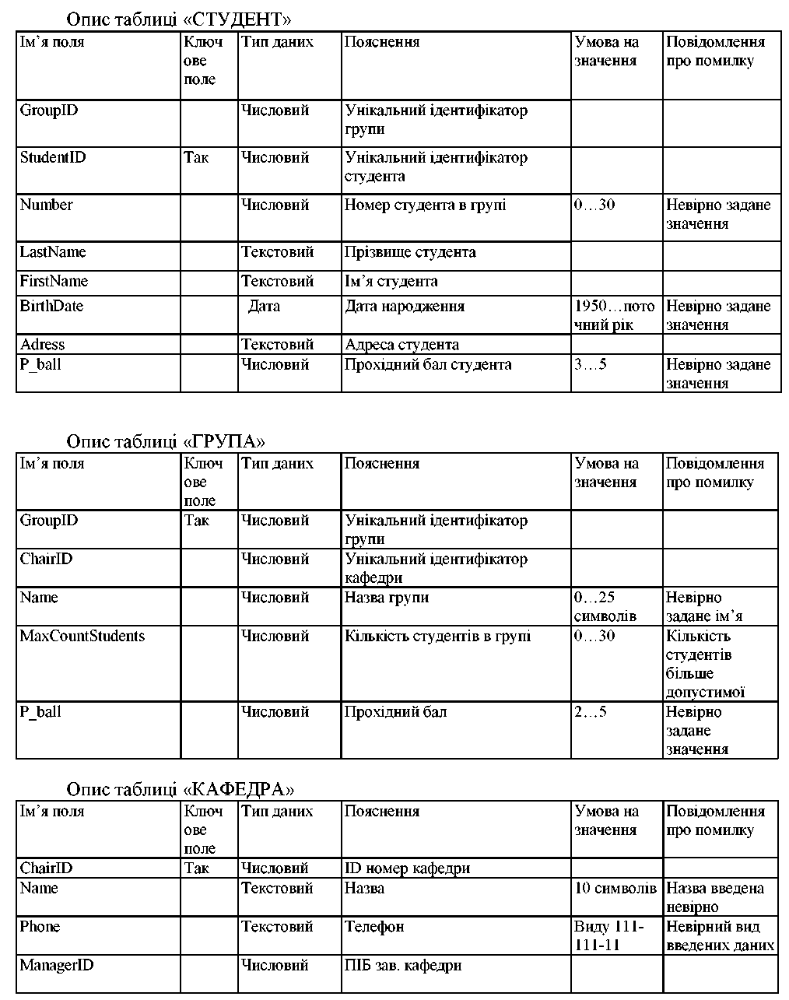 Опис таблиці «СТУДЕНТ»
Ім’я поля Ключ ове поле Тип даних Пояснення Умова на значення Повідомлення про помилку
GroupID Числовий Унікальний ідентифікатор групи
StudentID Так Числовий Унікальний ідентифікатор студента
Number Числовий Номер студента в групі 0…30 Невірно задане значення
LastName Текстовий Прізвище студента
FirstName Текстовий Ім’я студента
BirthDate Дата Дата народження 1950…пото чний рік Невірно задане значення
Adress Текстовий Адреса студента
P_ball Числовий Прохідний бал студента 3…5 Невірно задане значення
Опис таблиці «ГРУПА»
Ім’я поля Ключ ове поле Тип даних Пояснення Умова на значення Повідомлення про помилку
GroupID Так Числовий Унікальний ідентифікатор групи
ChairID Числовий Унікальний ідентифікатор кафедри
Name Числовий Назва групи 0…25 символів Невірно задане ім’я
MaxCountStudents Числовий Кількість студентів в групі 0…30 Кількість студентів більше допустимої
P_ball Числовий Прохідний бал 2…5 Невірно задане значення
Опис таблиці «КАФЕДРА»
Ім’я поля Ключ ове поле Тип даних Пояснення Умова на значення Повідомлення про помилку
ChairID Так Числовий ID номер кафедри
Name Текстовий Назва 10 символів Назва введена невірно
Phone Текстовий Телефон Виду 111-111-11 Невірний вид введених даних
ManagerID Числовий ПІБ зав. кафедри